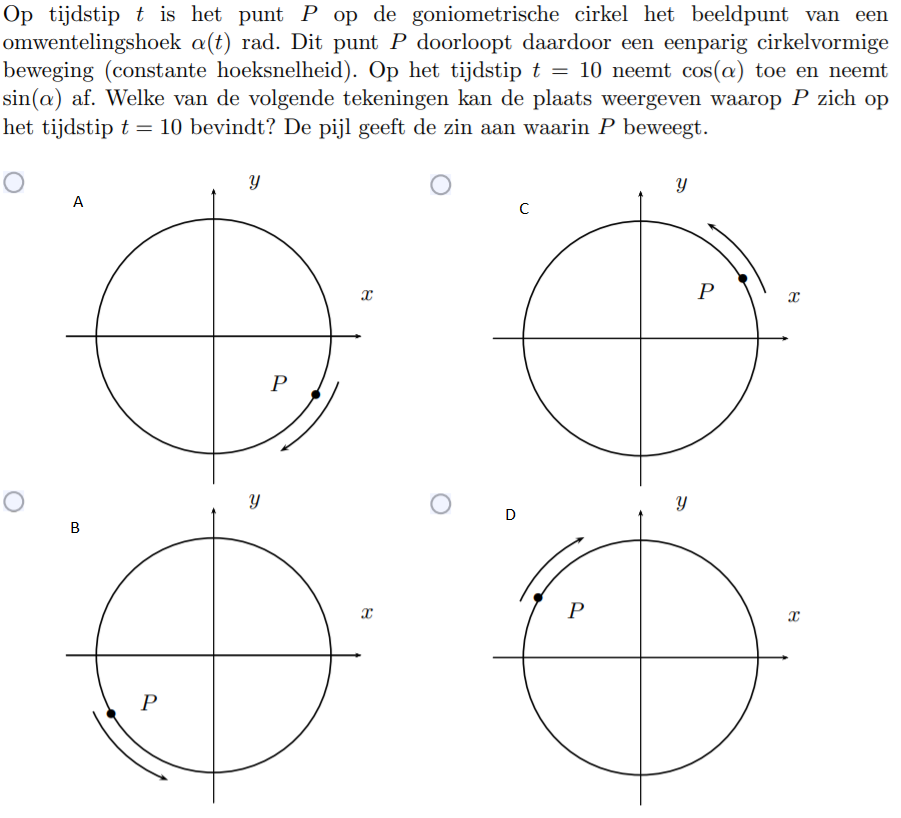 Op tijdstip t is het punt P op de goniometrische cirkel het beeldpunt van een
omwentelingshoek α(t) rad. Dit punt P doorloopt daardoor een eenparig cirkelvormige
beweging (constante hoeksnelheid). Op het tijdstip t = 10 neemt cos(α) toe en neemt
sin(α) af. Welke van de volgende tekeningen kan de plaats weergeven waarop P zich op
het tijdstip t = 10 bevindt? De pijl geeft de zin aan waarin P beweegt.
A
y
x
P
C
y
x
P
B
y
x
P
D
y
x
P